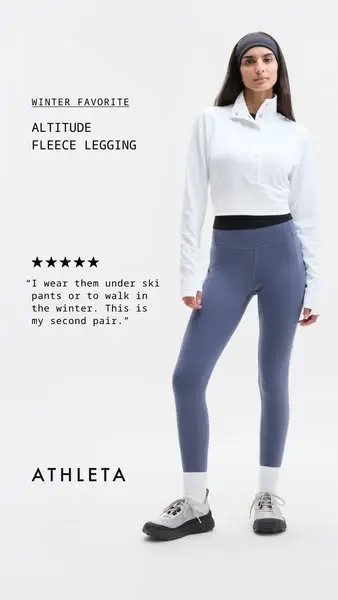 WINTER FAVORITE
ALTITUDE
FLEECE LEGGING
★★★★★
“I wear them under ski
pants or to walk in
the winter. This is
my second pair.”
ATHLETA